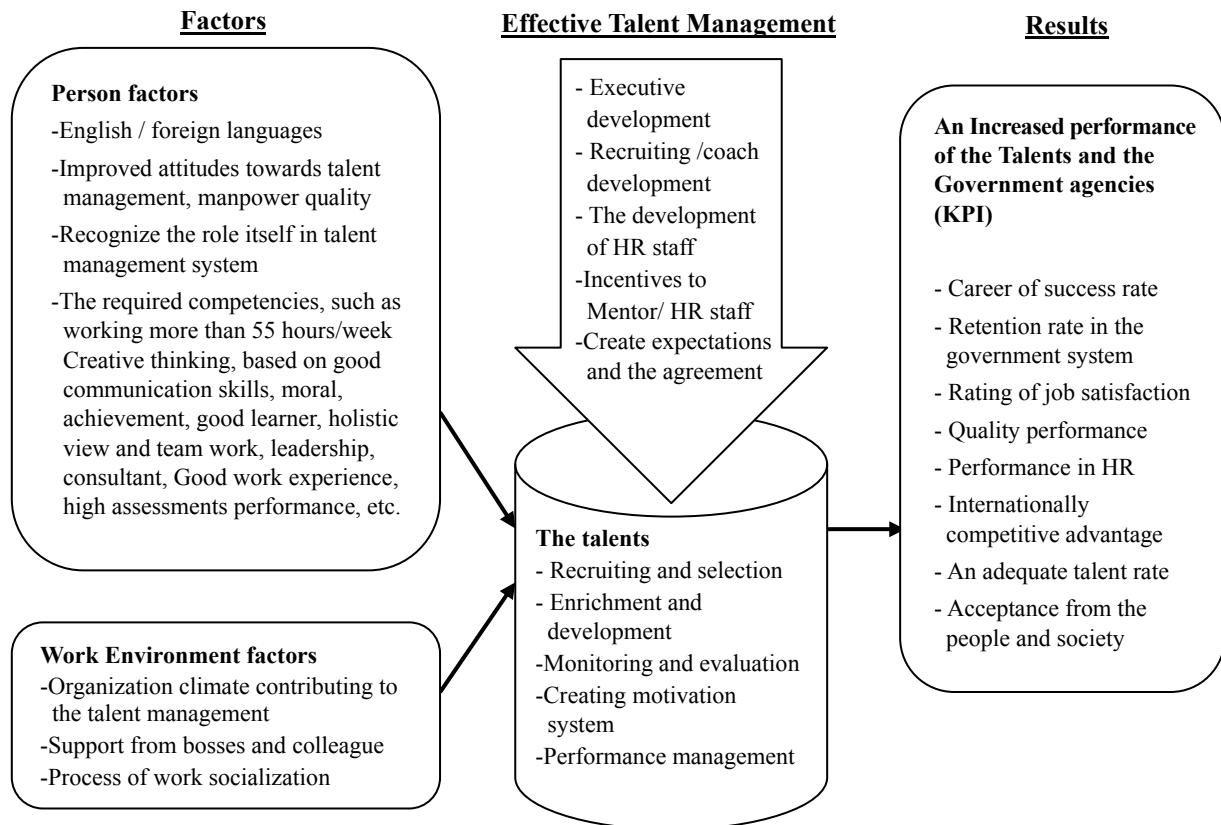 Factors
Effective Talent Management
Results
Person factors
-English / foreign languages
-Improved attitudes towards talent
management, manpower quality
-Recognize the role itself in talent
management system
-The required competencies, such as
working more than 55 hours/week
Creative thinking, based on good
communication skills, moral,
achievement, good learner, holistic
view and team work, leadership,
consultant, Good work experience,
high assessments performance, etc.
Work Environment factors
-Organization climate contributing to
the talent management
-Support from bosses and colleague
-Process of work socialization
- Executive
development
- Recruiting /coach
development
- The development
of HR staff
-Incentives to
Mentor/ HR staff
-Create expectations
and the agreement
The talents
- Recruiting and selection
- Enrichment and
development
-Monitoring and evaluation
-Creating motivation
system
-Performance management
An Increased performance
of the Talents and the
Government agencies
(KPI)
- Career of success rate
- Retention rate in the
government system
- Rating of job satisfaction
- Quality performance
- Performance in HR
- Internationally
competitive advantage
- An adequate talent rate
- Acceptance from the
people and society